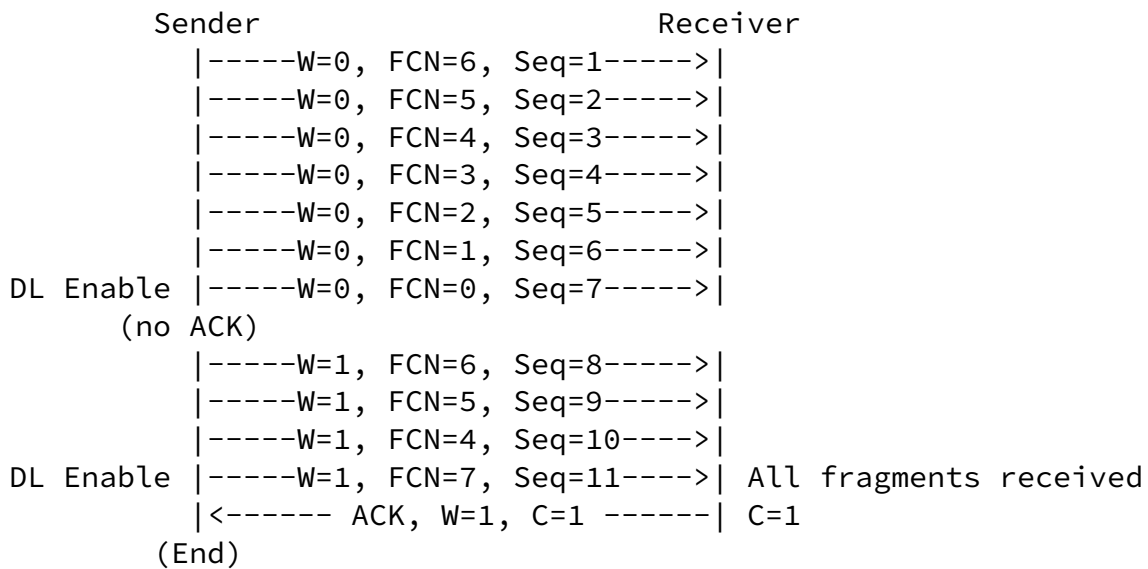 Sender                           Receiver
           |-----W=0, FCN=6, Seq=1----->|
           |-----W=0, FCN=5, Seq=2----->|
           |-----W=0, FCN=4, Seq=3----->|
           |-----W=0, FCN=3, Seq=4----->|
           |-----W=0, FCN=2, Seq=5----->|
           |-----W=0, FCN=1, Seq=6----->|
DL Enable |-----W=0, FCN=0, Seq=7----->|
      (no ACK)
           |-----W=1, FCN=6, Seq=8----->|
           |-----W=1, FCN=5, Seq=9----->|
           |-----W=1, FCN=4, Seq=10---->|
DL Enable |-----W=1, FCN=7, Seq=11---->| All fragments received
           |<------ ACK, W=1, C=1 ------| C=1
         (End)